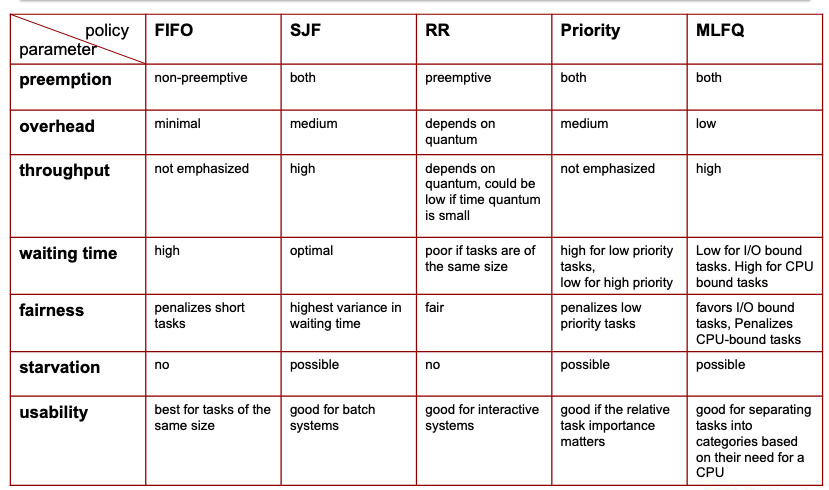 policy
parameter
FIFO
SJF
RR
Priority
MLFQ
preemption
non-preemptive
both
preemptive
both
both
overhead
minimal
medium
depends on
quantum
medium
low
throughput
not emphasized
high
depends on
quantum, could be
low if time quantum
is small
not emphasized
high
waiting time
high
optimal
poor if tasks are of
the same size
high for low priority
tasks,
low for high priority
Low for I/O bound
tasks. High for CPU
bound tasks
fairness
penalizes short
tasks
highest variance in
waiting time
fair
penalizes low
priority tasks
favors I/O bound
tasks, Penalizes
CPU-bound tasks
starvation
no
possible
no
possible
possible
usability
best for tasks of the
same size
good for batch
systems
good for interactive
systems
good if the relative
task importance
matters
good for separating
tasks into
categories based
on their need for a
CPU